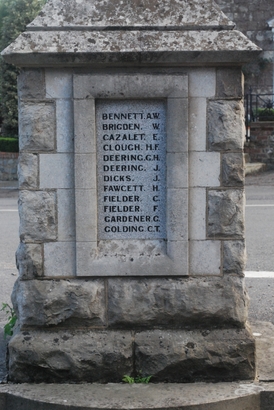 BENNETT. A.W.
BRIGDEN. W.
CAZALET. E.
CLOUGH. H.F.
DEERING. G.H.
DEERING. J.
DICKS. J.
FAWCETT. H.
FIELDER. C.
FIELDER. F.
GARDENER. C.
GOLDING. C.T.